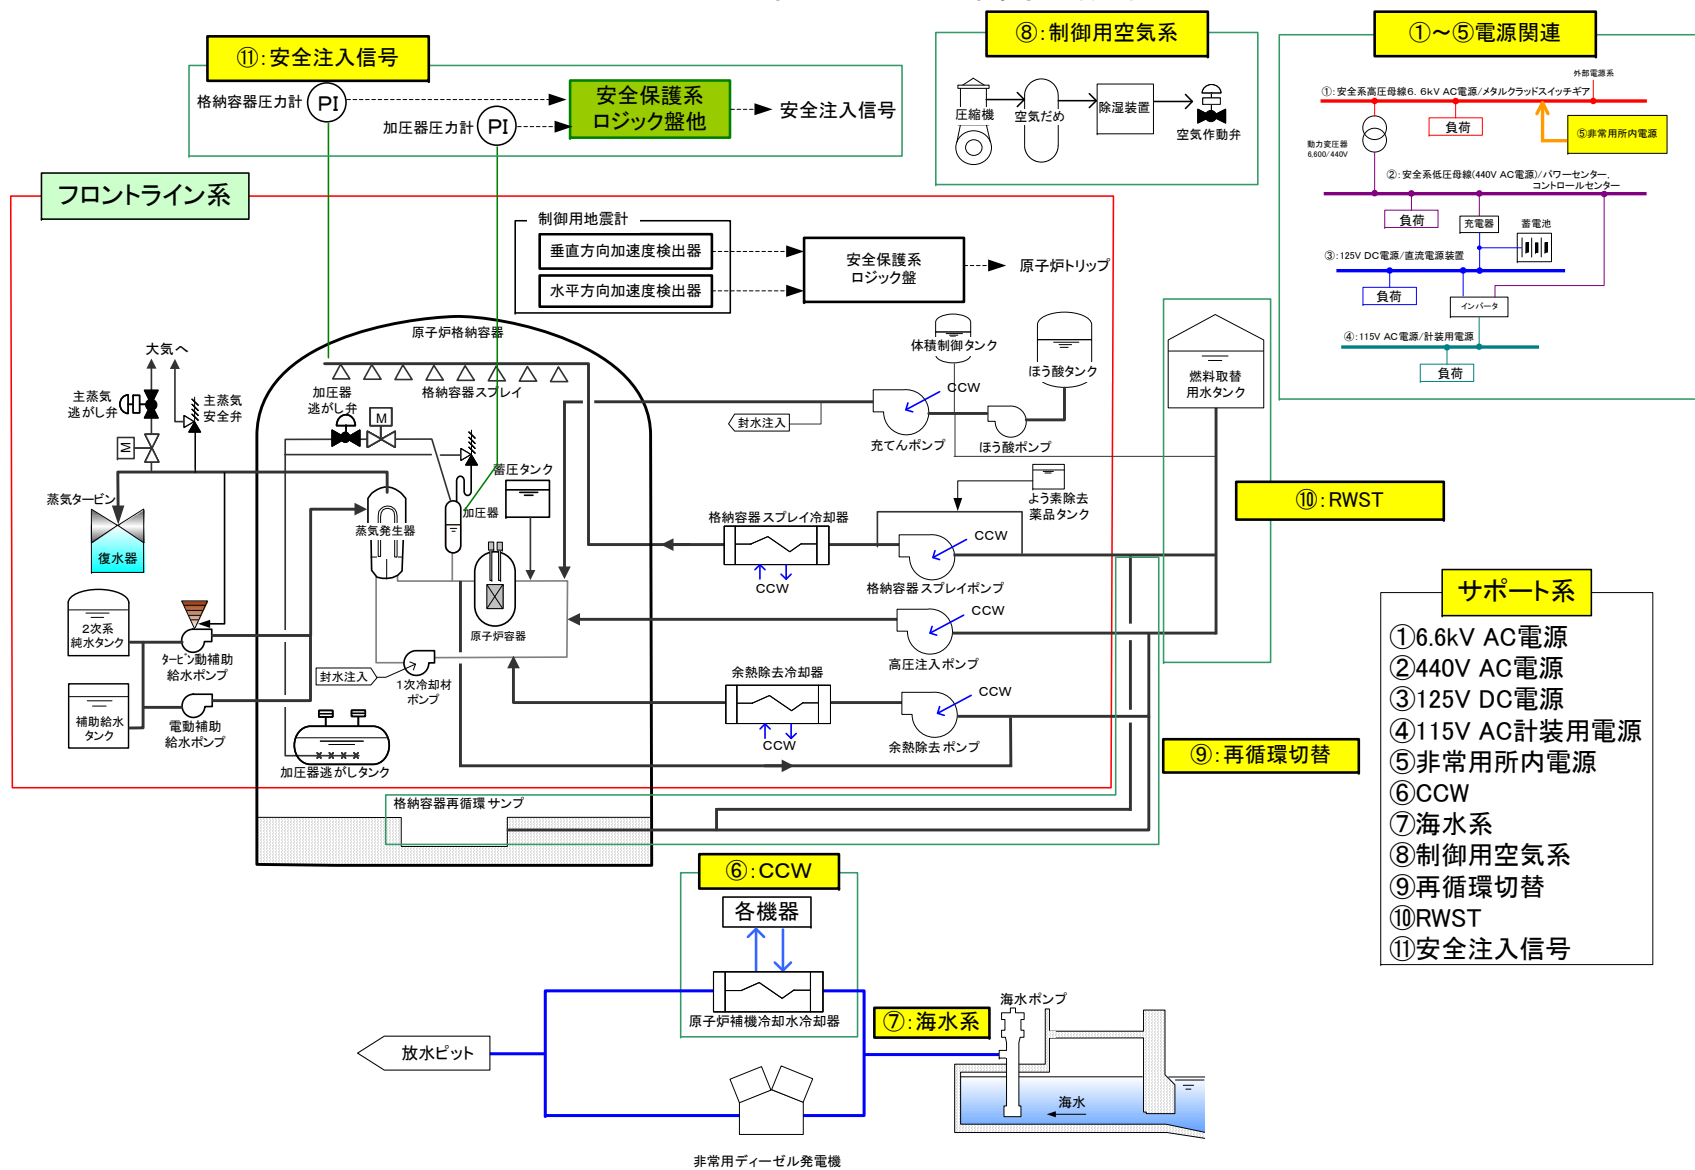 ⑪:安全注入信号
格納容器圧力計
PI
加圧器圧力計
PI
安全保護系
ロジック盤他
安全注入信号
⑧:制御用空気系
圧縮機
空気だめ
除湿装置
空気作動弁
①～⑤電源関連
外部電源系
①:安全系高圧母線6.6kV AC電源/メタルクラッドスイッチギア
負荷
⑤非常用所内電源
動力変圧器
6,600/440V
②:安全系低圧母線(440V AC電源)/パワーセンター,
コントロールセンター
負荷
充電器
蓄電池
③:125V DC電源/直流電源装置
負荷
インバータ
④:115V AC電源/計装用電源
負荷
フロントライン系
制御用地震計
垂直方向加速度検出器
水平方向加速度検出器
安全保護系
ロジック盤
原子炉トリップ
原子炉格納容器
大気へ
主蒸気
逃がし弁
主蒸気
安全弁
M
加圧器
逃がし弁
M
格納容器スプレイ
体積制御タンク
ほう酸タンク
燃料取替
用水タンク
CCW
封水注入
充てんポンプ
ほう酸ポンプ
蒸気タービン
復水器
蒸気発生器
加圧器
蓄圧タンク
原子炉容器
格納容器スプレイ冷却器
CCW
よう素除去
薬品タンク
CCW
格納容器スプレイポンプ
⑩:RWST
CCW
高圧注入ポンプ
2次系
純水タンク
タービン動補助
給水ポンプ
補助給水
タンク
電動補助
給水ポンプ
封水注入
1次冷却材
ポンプ
余熱除去冷却器
CCW
CCW
余熱除去ポンプ
加圧器逃がしタンク
⑨:再循環切替
格納容器再循環サンプ
サポート系
①6.6kV AC電源
②440V AC電源
③125V DC電源
④115V AC計装用電源
⑤非常用所内電源
⑥CCW
⑦海水系
⑧制御用空気系
⑨再循環切替
⑩RWST
⑪安全注入信号
⑥:CCW
各機器
原子炉補機冷却水冷却器
⑦:海水系
海水ポンプ
海水
放水ピット
非常用ディーゼル発電機